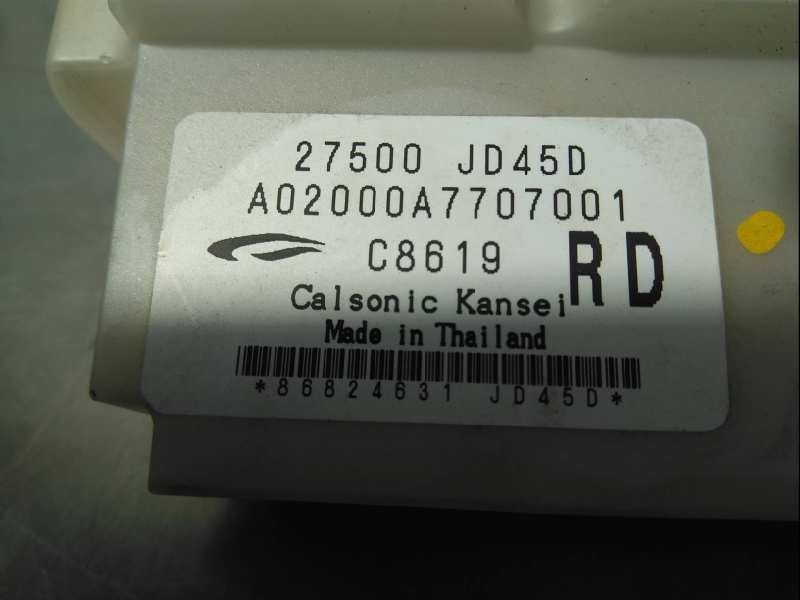 27500 JD45D
A02000A7707001
C8619 RD
Calsonic Kansei
Made in Thailand
*86824631 JD45D*